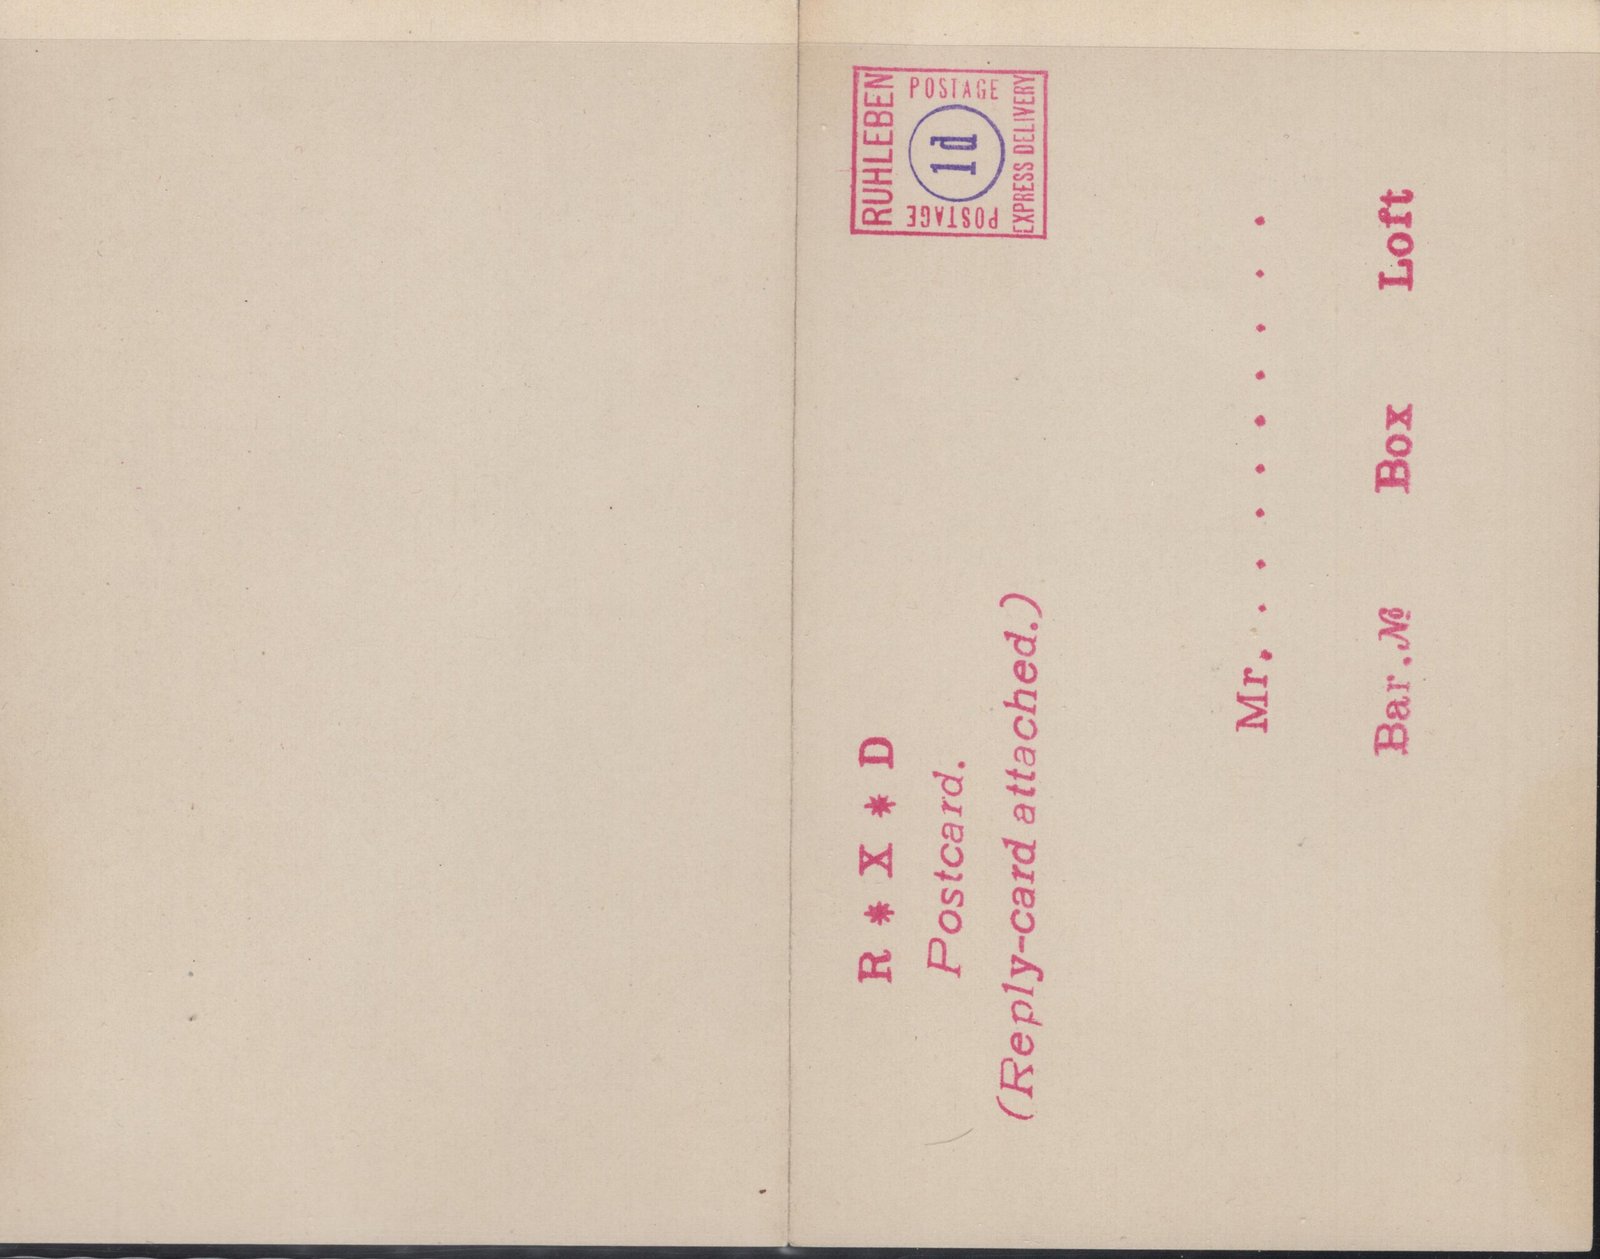 R * X * D
Postcard.
(Reply-card attached.)
RUHLEBEN
POSTAGE
1d
POSTAGE
EXPRESS DELIVERY
Mr. . . . . . . . . .
Bar. № Box Loft